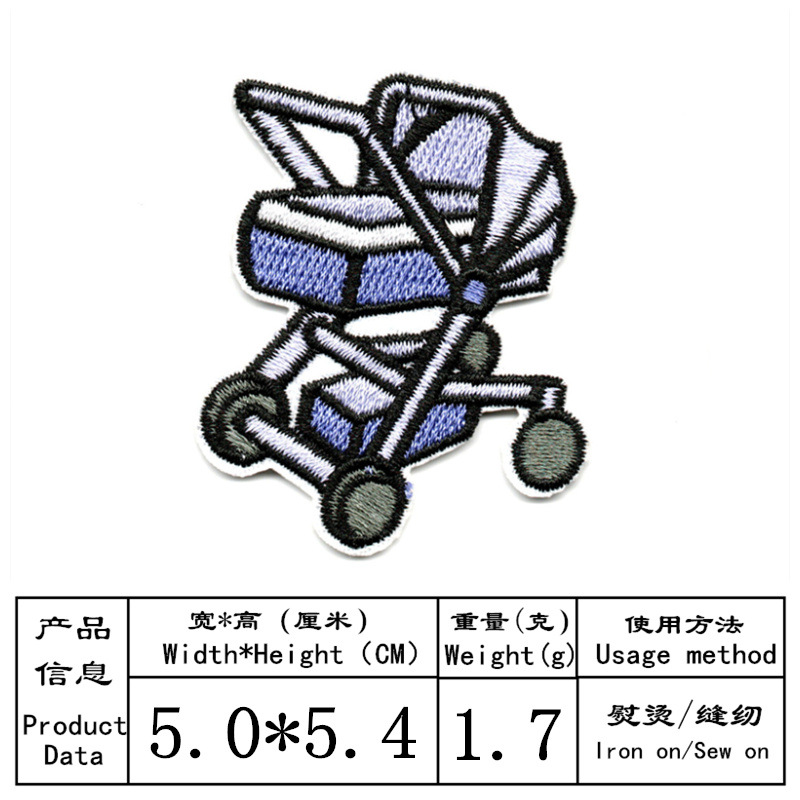 产品
信息
Product
Data
宽*高 (厘米)
Width*Height (CM)
重量(克)
Weight(g)
使用方法
Usage method
5.0*5.4
1.7
熨烫/缝纫
Iron on/Sew on